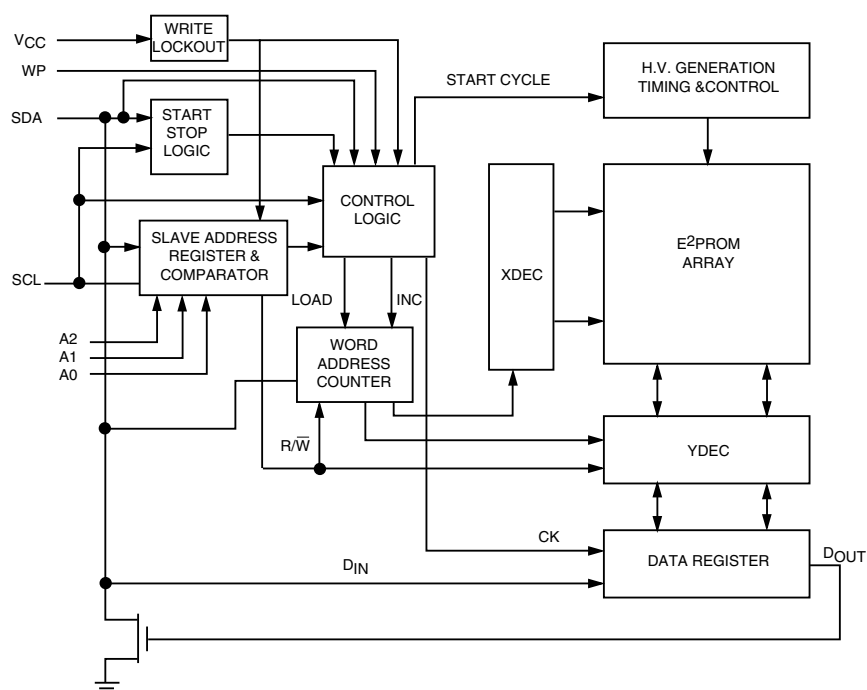 WRITE
LOCKOUT
VCC
WP
SDA
START
STOP
LOGIC
START CYCLE
H.V. GENERATION
TIMING &CONTROL
CONTROL
LOGIC
SLAVE ADDRESS
REGISTER &
COMPARATOR
SCL
XDEC
E2PROM
ARRAY
LOAD
INC
A2
A1
A0
WORD
ADDRESS
COUNTER
R/W̅
YDEC
CK
DATA REGISTER
DOUT
DIN